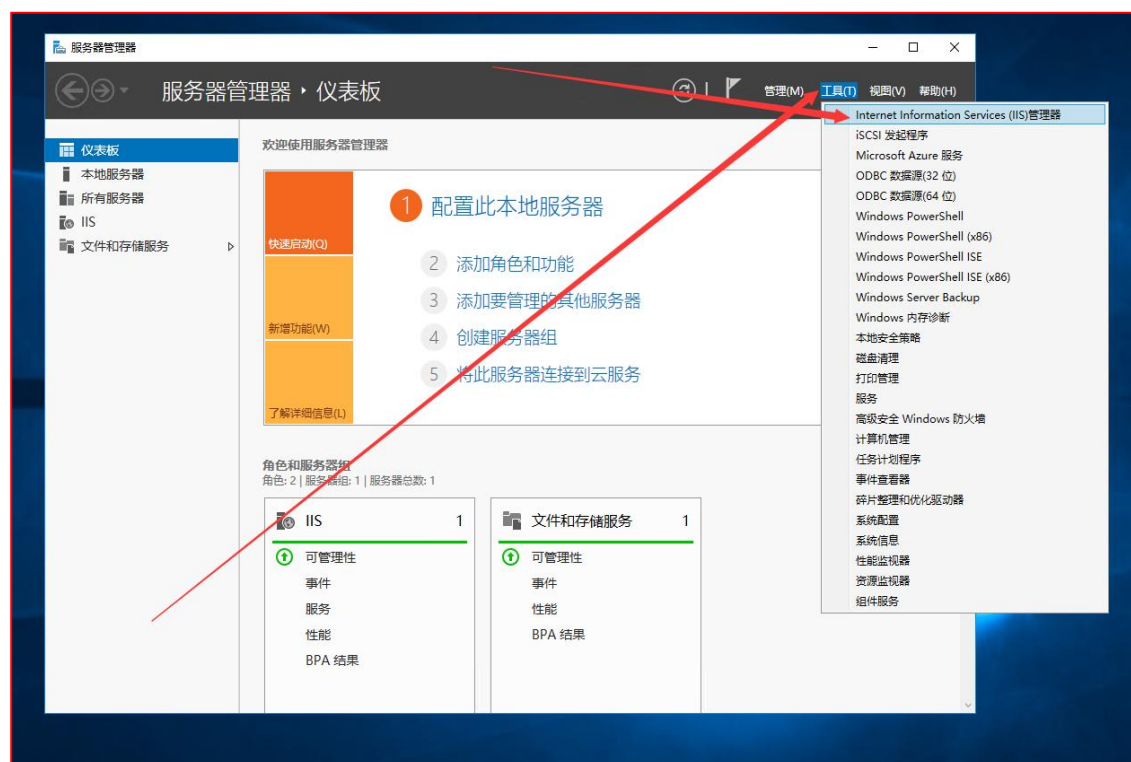 服务器管理器
服务器管理器 ‧ 仪表板
管理(M) 工具(T) 视图(V) 帮助(H)
Internet Information Services (IIS)管理器
iSCSI 发起程序
Microsoft Azure 服务
ODBC 数据源(32 位)
ODBC 数据源(64 位)
Windows PowerShell
Windows PowerShell (x86)
Windows PowerShell ISE
Windows PowerShell ISE (x86)
Windows Server Backup
Windows 内存诊断
本地安全策略
磁盘清理
打印管理
服务
高级安全 Windows 防火墙
计算机管理
任务计划程序
事件查看器
碎片整理和优化驱动器
系统配置
系统信息
性能监视器
资源监视器
组件服务
仪表板
本地服务器
所有服务器
IIS
文件和存储服务
欢迎使用服务器管理器
快速启动(Q)
新增功能(W)
了解详细信息(L)
1 配置此本地服务器
2 添加角色和功能
3 添加要管理的其他服务器
4 创建服务器组
5 将此服务器连接到云服务
角色和服务器组
角色: 2 | 服务器组: 1 | 服务器总数: 1
IIS 1
可管理性
事件
服务
性能
BPA 结果
文件和存储服务 1
可管理性
事件
性能
BPA 结果